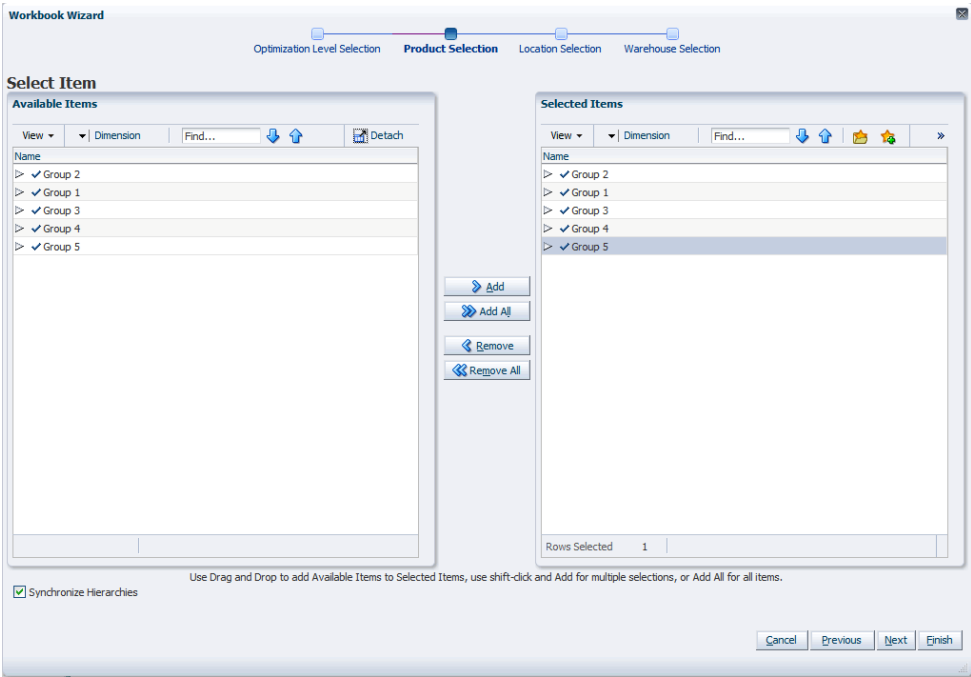 Workbook Wizard
Optimization Level Selection Product Selection Location Selection Warehouse Selection
Select Item
Available Items
View Dimension Find... Detach
Name
Group 2
Group 1
Group 3
Group 4
Group 5
Add
Add All
Remove
Remove All
Selected Items
View Dimension Find... »
Name
Group 2
Group 1
Group 3
Group 4
Group 5
Rows Selected 1
Use Drag and Drop to add Available Items to Selected Items, use shift-click and Add for multiple selections, or Add All for all items.
Synchronize Hierarchies
Cancel Previous Next Finish